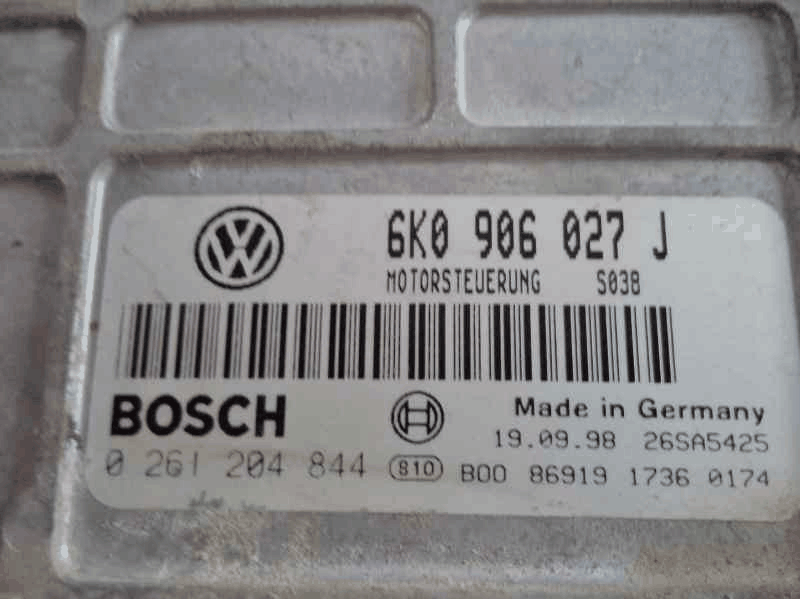 6K0 906 027 J
MOTORSTEUERUNG S038
BOSCH
Made in Germany
19.09.98 26SA5425
0 261 204 844 810 B00 86919 1736 0174